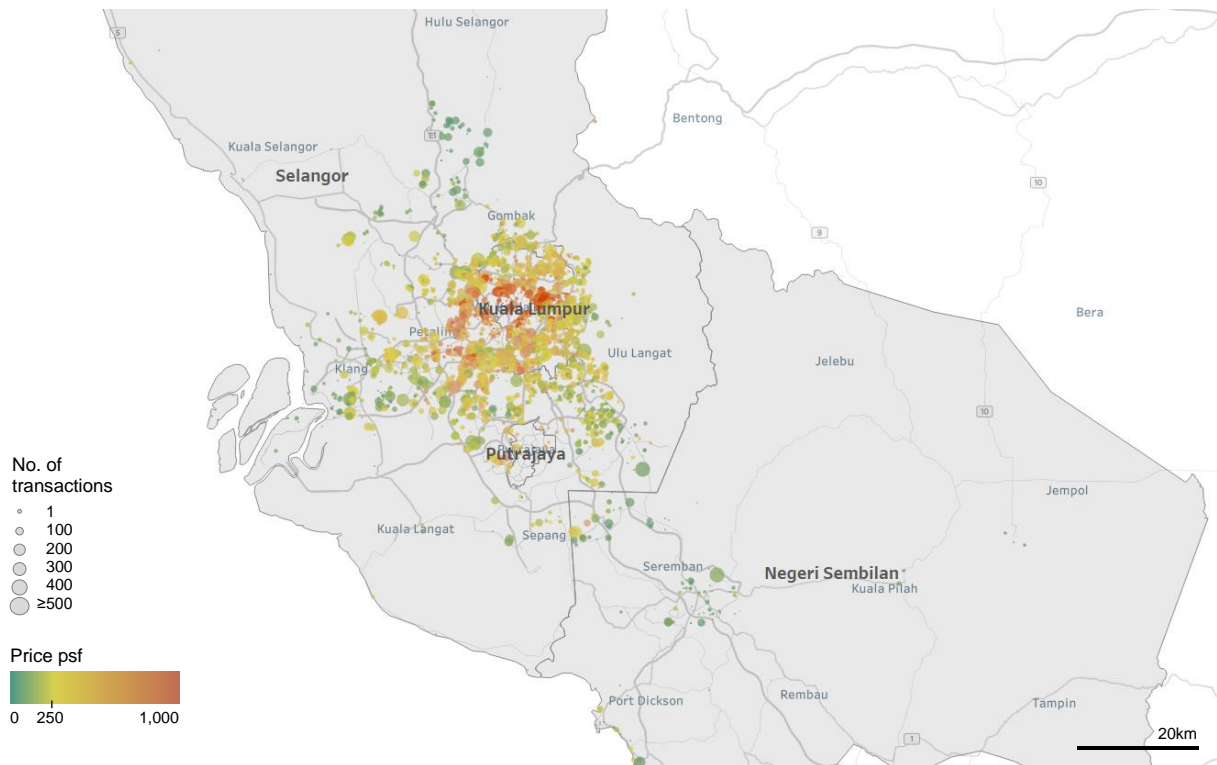 Hulu Selangor
5
Bentong
11
Kuala Selangor
Selangor
10
Gombak
9
Kuala Lumpur
Bera
Petaling
Ulu Langat
Jelebu
Klang
10
Putrajaya
No. of
transactions
1
100
200
300
400
≥500
Jempol
Kuala Langat
Sepang
Seremban
Negeri Sembilan
Kuala Pilah
Price psf
0 250 1,000
Port Dickson
Rembau
Tampin
1
20km